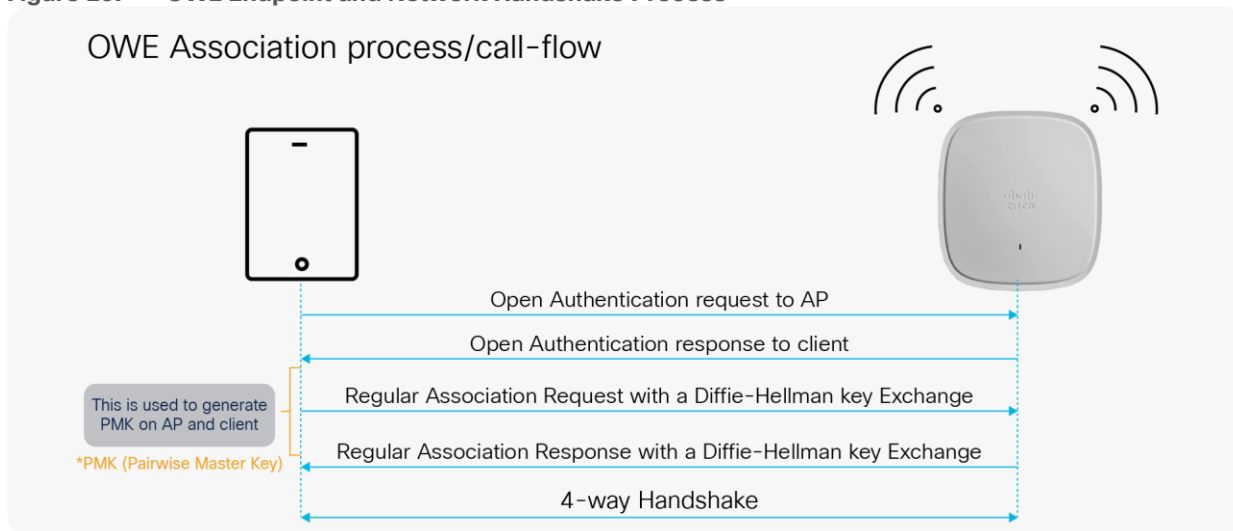 OWE Association process/call-flow
cisco
Open Authentication request to AP
Open Authentication response to client
Regular Association Request with a Diffie-Hellman key Exchange
This is used to generate
PMK on AP and client
*PMK (Pairwise Master Key)
Regular Association Response with a Diffie-Hellman key Exchange
4-way Handshake